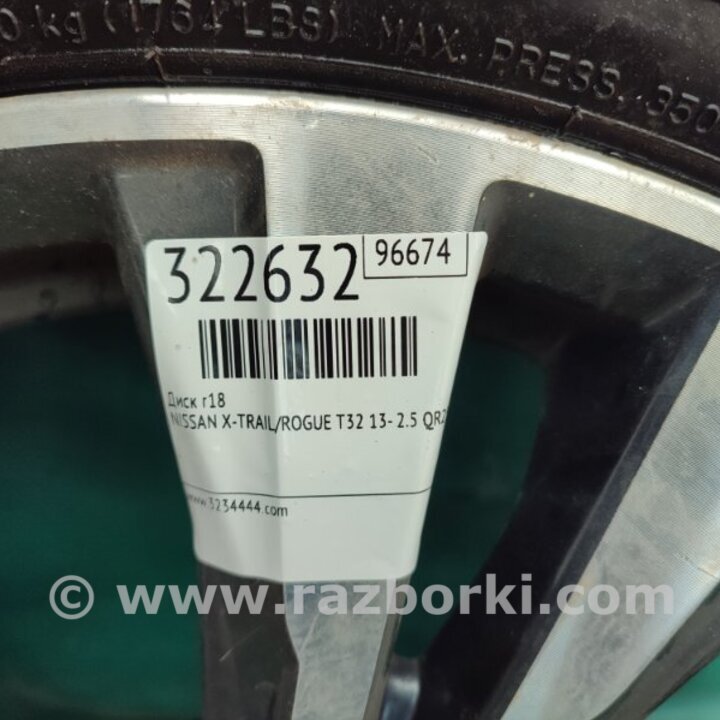 0 kg (1764 LBS) MAX. PRESS. 350
322632
96674
Диск r18
NISSAN X-TRAIL/ROGUE T32 13- 2.5 QR2
www.3234444.com
© www.razborki.com